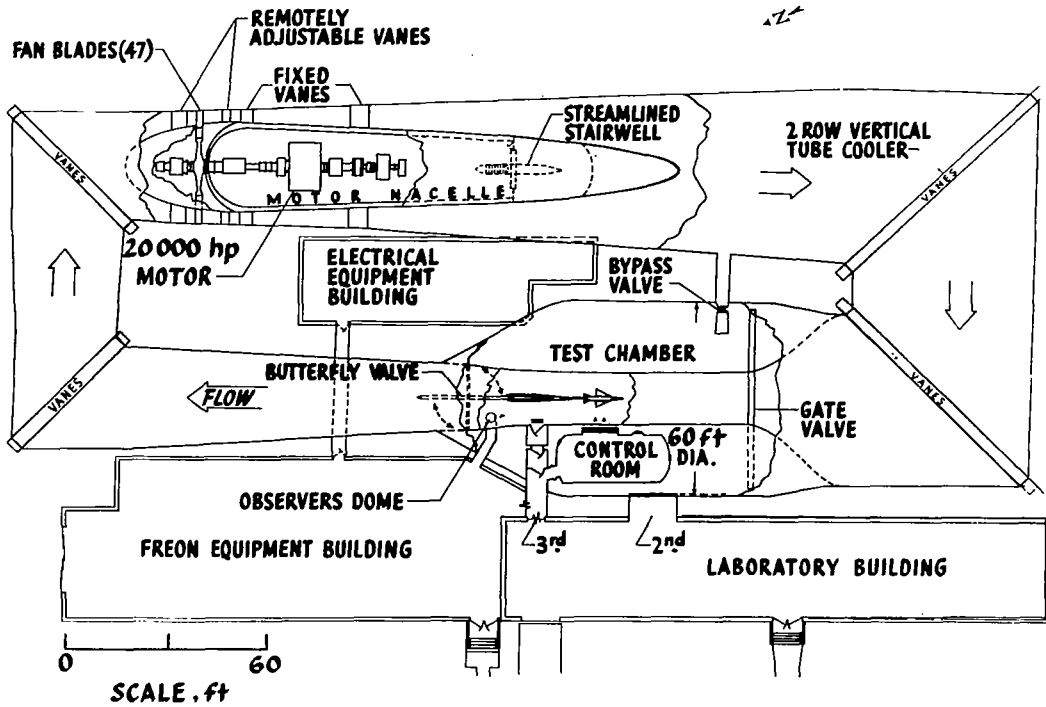 N
REMOTELY
ADJUSTABLE VANES
FAN BLADES(47)
FIXED
VANES
STREAMLINED
STAIRWELL
2 ROW VERTICAL
TUBE COOLER
VANES
VANES
MOTOR NACELLE
20000 hp
MOTOR
ELECTRICAL
EQUIPMENT
BUILDING
BYPASS
VALVE
TEST CHAMBER
BUTTERFLY VALVE
FLOW
VANES
VANES
GATE
VALVE
CONTROL
ROOM
60 ft
DIA.
OBSERVERS DOME
3rd
2nd
FREON EQUIPMENT BUILDING
LABORATORY BUILDING
0 60
SCALE, ft